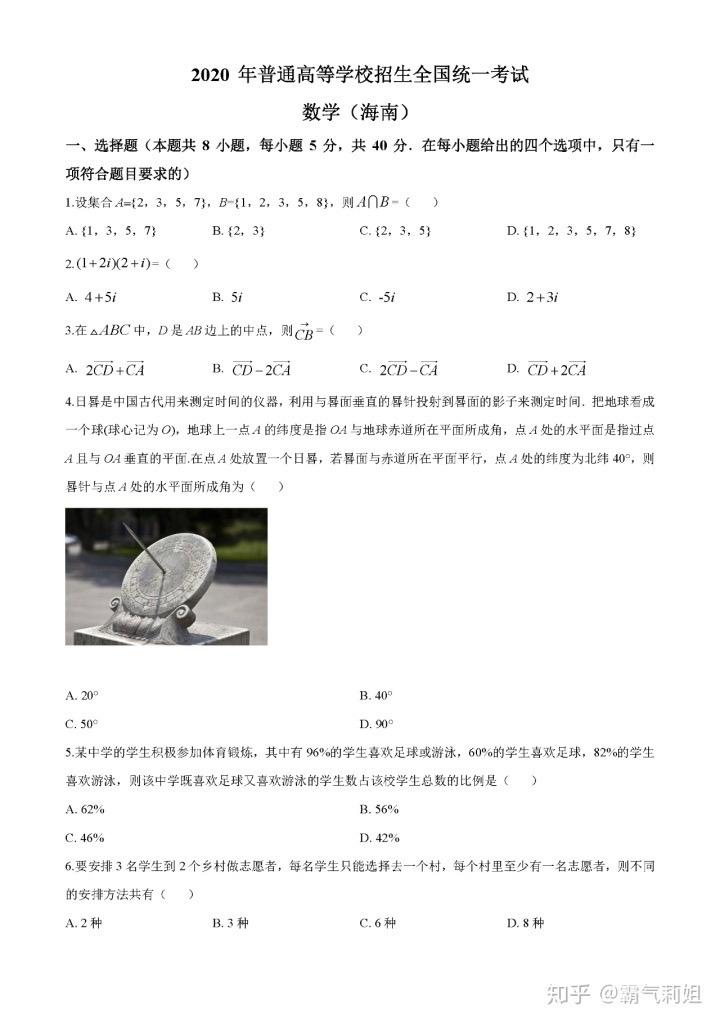 2020 年普通高等学校招生全国统一考试
数学（海南）
一、选择题（本题共 8 小题，每小题 5 分，共 40 分．在每小题给出的四个选项中，只有一
项符合题目要求的）
1.设集合 A={2，3，5，7}，B={1，2，3，5，8}，则 A∩B =（　　）
A. {1，3，5，7} B. {2，3} C. {2，3，5} D. {1，2，3，5，7，8}
2. (1+2i)(2+i) =（　　）
A. 4+5i B. 5i C. -5i D. 2+3i
3.在 △ABC 中，D 是 AB 边上的中点，则 \overrightarrow{CB} =（　　）
A. 2\overrightarrow{CD}+\overrightarrow{CA} B. \overrightarrow{CD}-2\overrightarrow{CA} C. 2\overrightarrow{CD}-\overrightarrow{CA} D. \overrightarrow{CD}+2\overrightarrow{CA}
4.日晷是中国古代用来测定时间的仪器，利用与晷面垂直的晷针投射到晷面的影子来测定时间．把地球看成
一个球(球心记为 O)，地球上一点 A 的纬度是指 OA 与地球赤道所在平面所成角，点 A 处的水平面是指过点
A 且与 OA 垂直的平面.在点 A 处放置一个日晷，若晷面与赤道所在平面平行，点 A 处的纬度为北纬 40°，则
晷针与点 A 处的水平面所成角为（　　）
A. 20° B. 40°
C. 50° D. 90°
5.某中学的学生积极参加体育锻炼，其中有 96%的学生喜欢足球或游泳，60%的学生喜欢足球，82%的学生
喜欢游泳，则该中学既喜欢足球又喜欢游泳的学生数占该校学生总数的比例是（　　）
A. 62% B. 56%
C. 46% D. 42%
6.要安排 3 名学生到 2 个乡村做志愿者，每名学生只能选择去一个村，每个村里至少有一名志愿者，则不同
的安排方法共有（　　）
A. 2 种 B. 3 种 C. 6 种 D. 8 种
知乎 @霸气莉姐